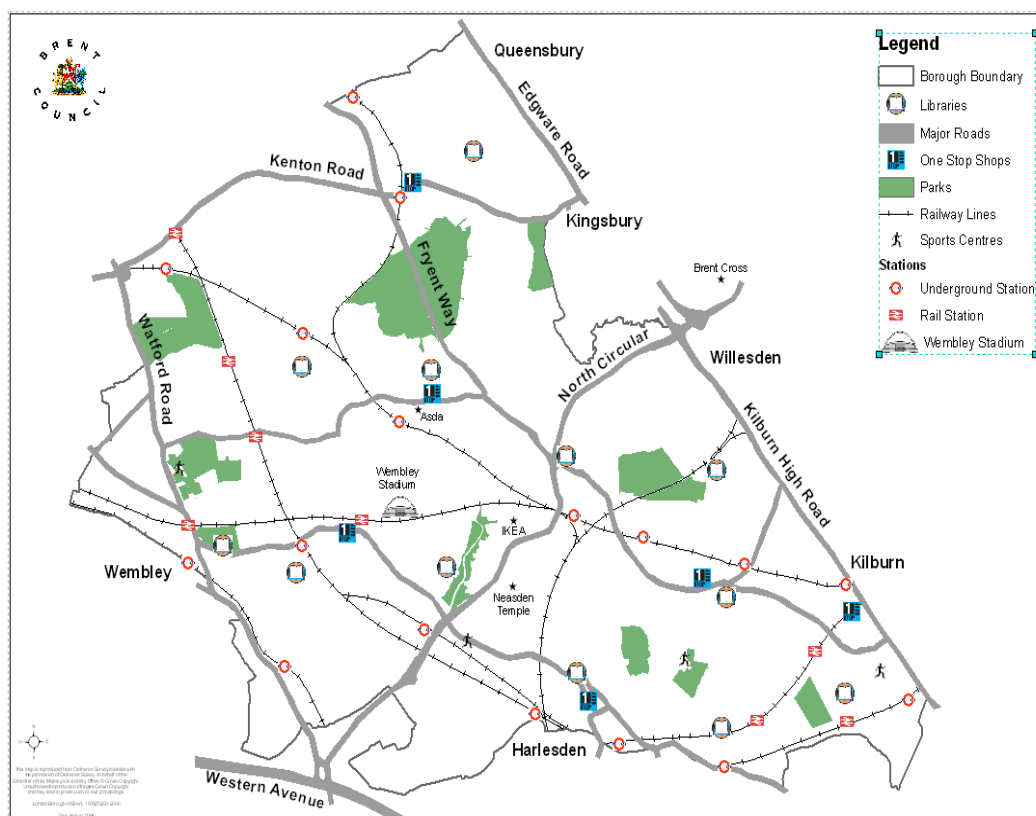 BRENT
COUNCIL
Queensbury
Edgware Road
Kenton Road
Kingsbury
Fryent Way
Brent Cross
Watford Road
North Circular
Willesden
Kilburn High Road
Asda
Wembley
Stadium
IKEA
Wembley
Neasden
Temple
Kilburn
Harlesden
Western Avenue
Legend
Borough Boundary
Libraries
Major Roads
1
STOP
One Stop Shops
Parks
Railway Lines
Sports Centres
Stations
Underground Station
Rail Station
Wembley Stadium